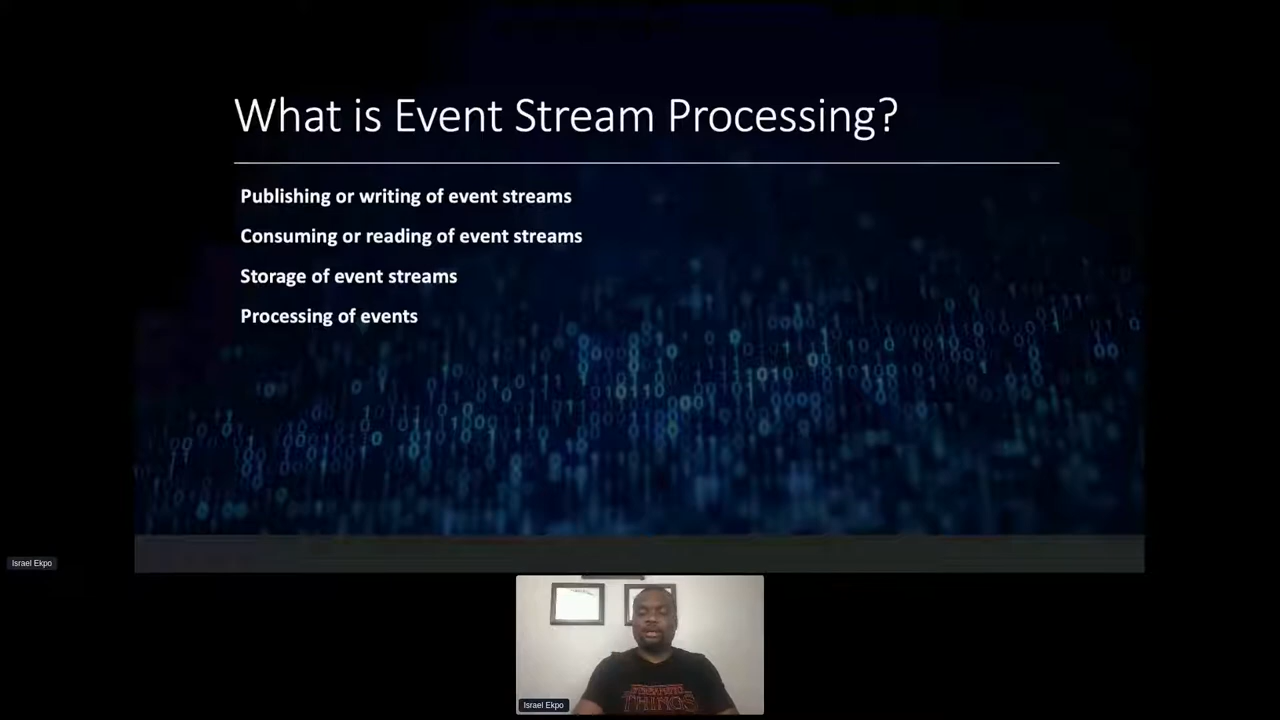 What is Event Stream Processing?
Publishing or writing of event streams
Consuming or reading of event streams
Storage of event streams
Processing of events
Israel Ekpo
THINGS
Israel Ekpo